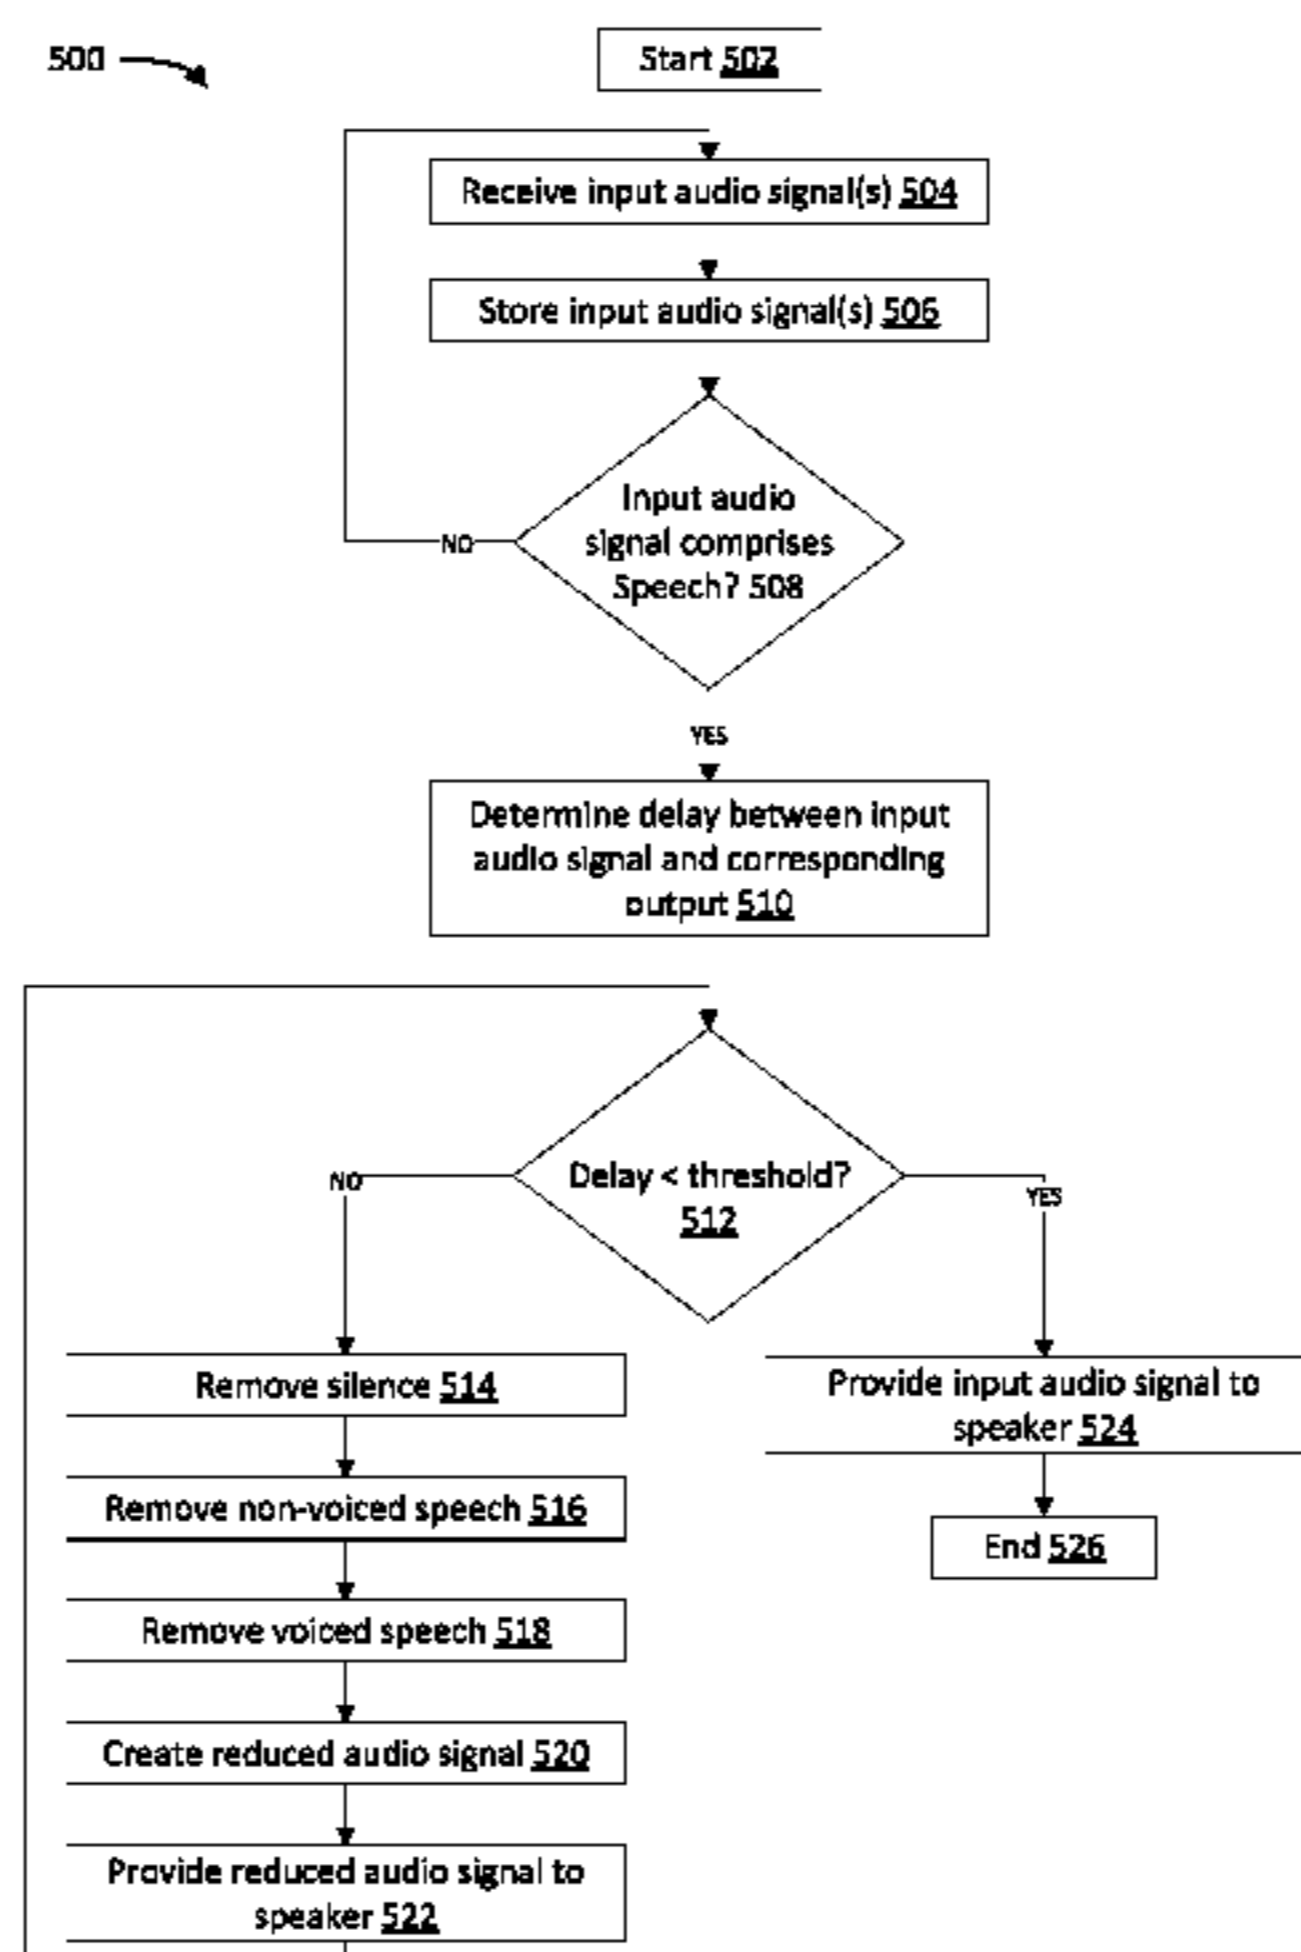 500
Start 502
Receive input audio signal(s) 504
Store input audio signal(s) 506
Input audio
signal comprises
Speech? 508
NO
YES
Determine delay between input
audio signal and corresponding
output 510
Delay < threshold?
512
NO
YES
Remove silence 514
Remove non-voiced speech 516
Remove voiced speech 518
Create reduced audio signal 520
Provide reduced audio signal to
speaker 522
Provide input audio signal to
speaker 524
End 526